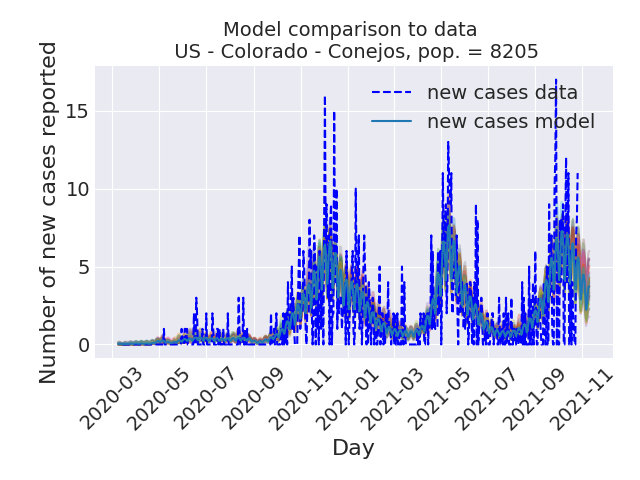 Model comparison to data
US - Colorado - Conejos, pop. = 8205
Number of new cases reported
15
10
5
0
new cases data
new cases model
2020-03
2020-05
2020-07
2020-09
2020-11
2021-01
2021-03
2021-05
2021-07
2021-09
2021-11
Day